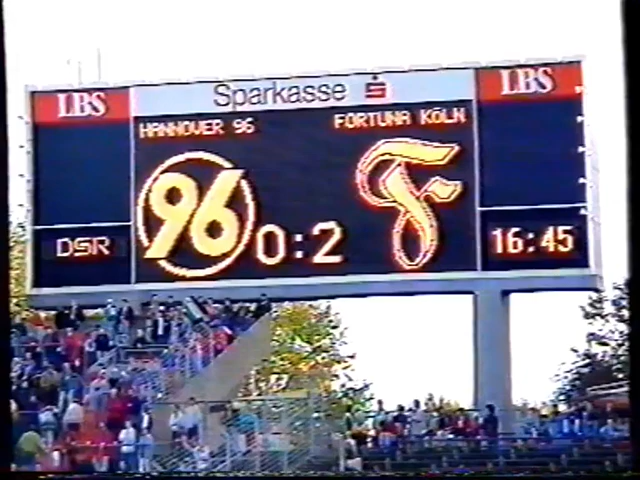 LBS
Sparkasse
LBS
HANNOVER 96
FORTUNA KÖLN
96
0:2
F
DSR
16:45